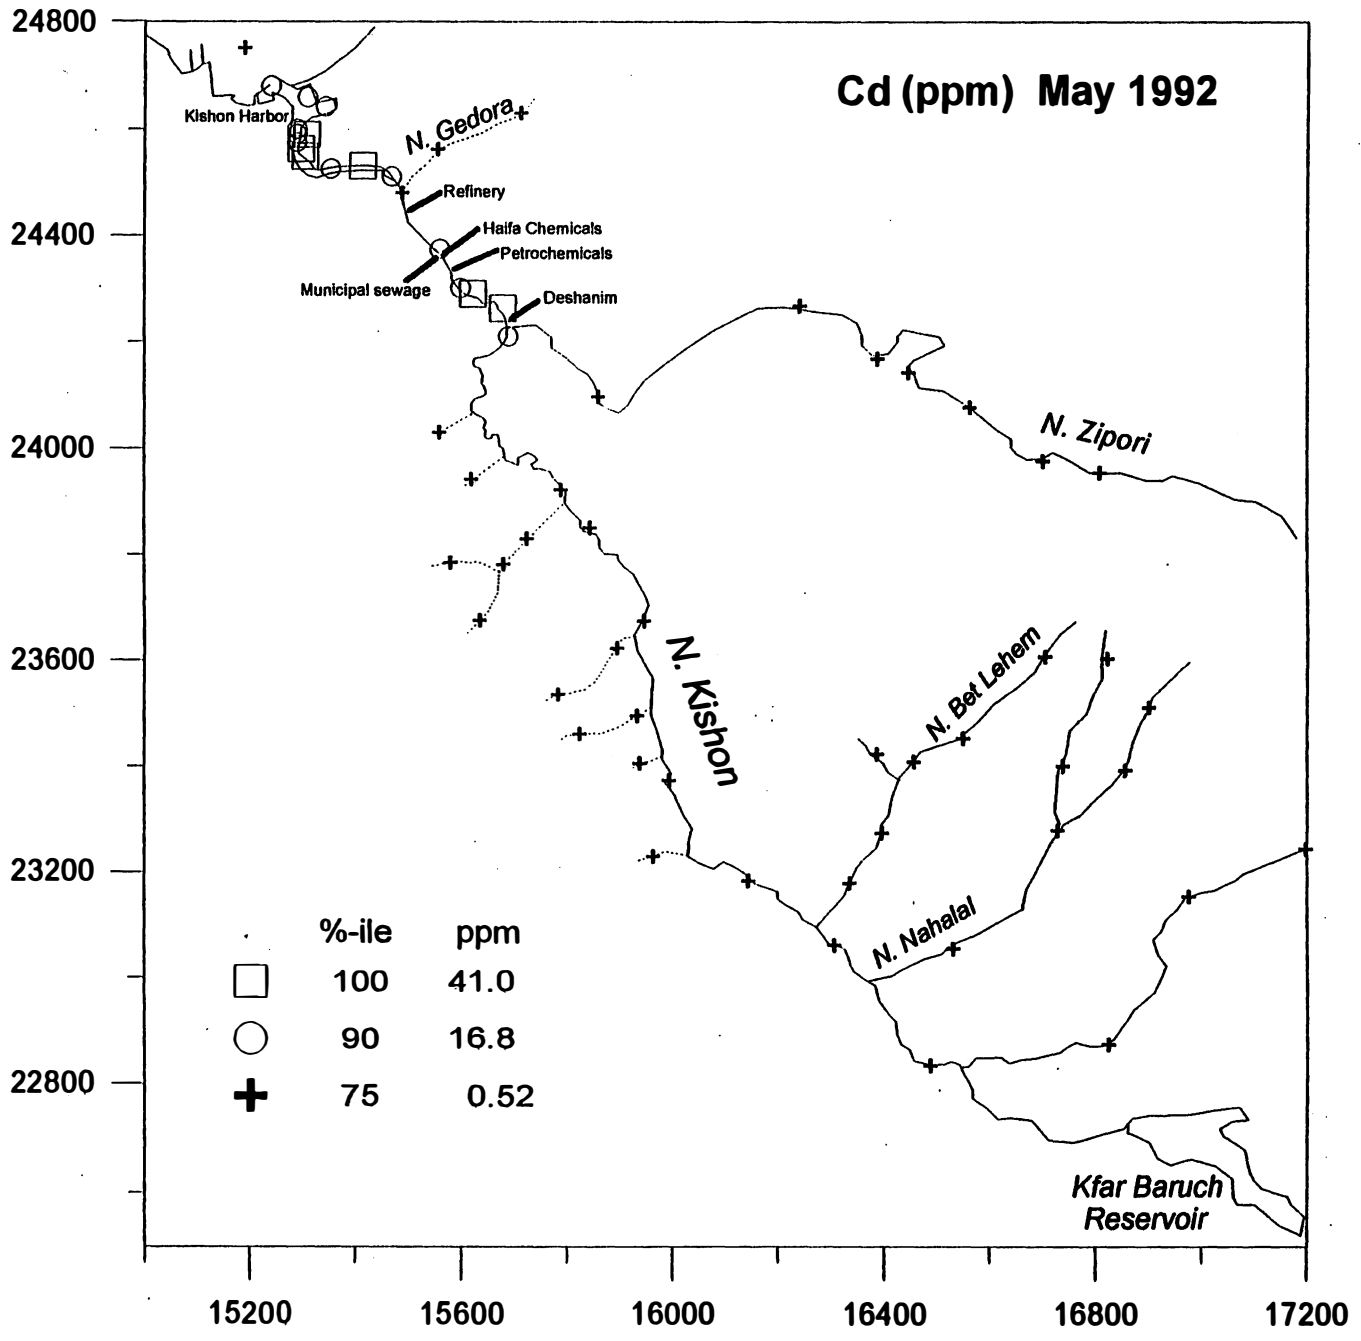 24800
Cd (ppm) May 1992
Kishon Harbor
N. Gedora
Refinery
24400
Haifa Chemicals
Petrochemicals
Municipal sewage
Deshanim
24000
N. Zipori
23600
N. Kishon
N. Bet Lehem
23200
N. Nahalal
%-ile ppm
100 41.0
90 16.8
75 0.52
22800
Kfar Baruch
Reservoir
15200 15600 16000 16400 16800 17200